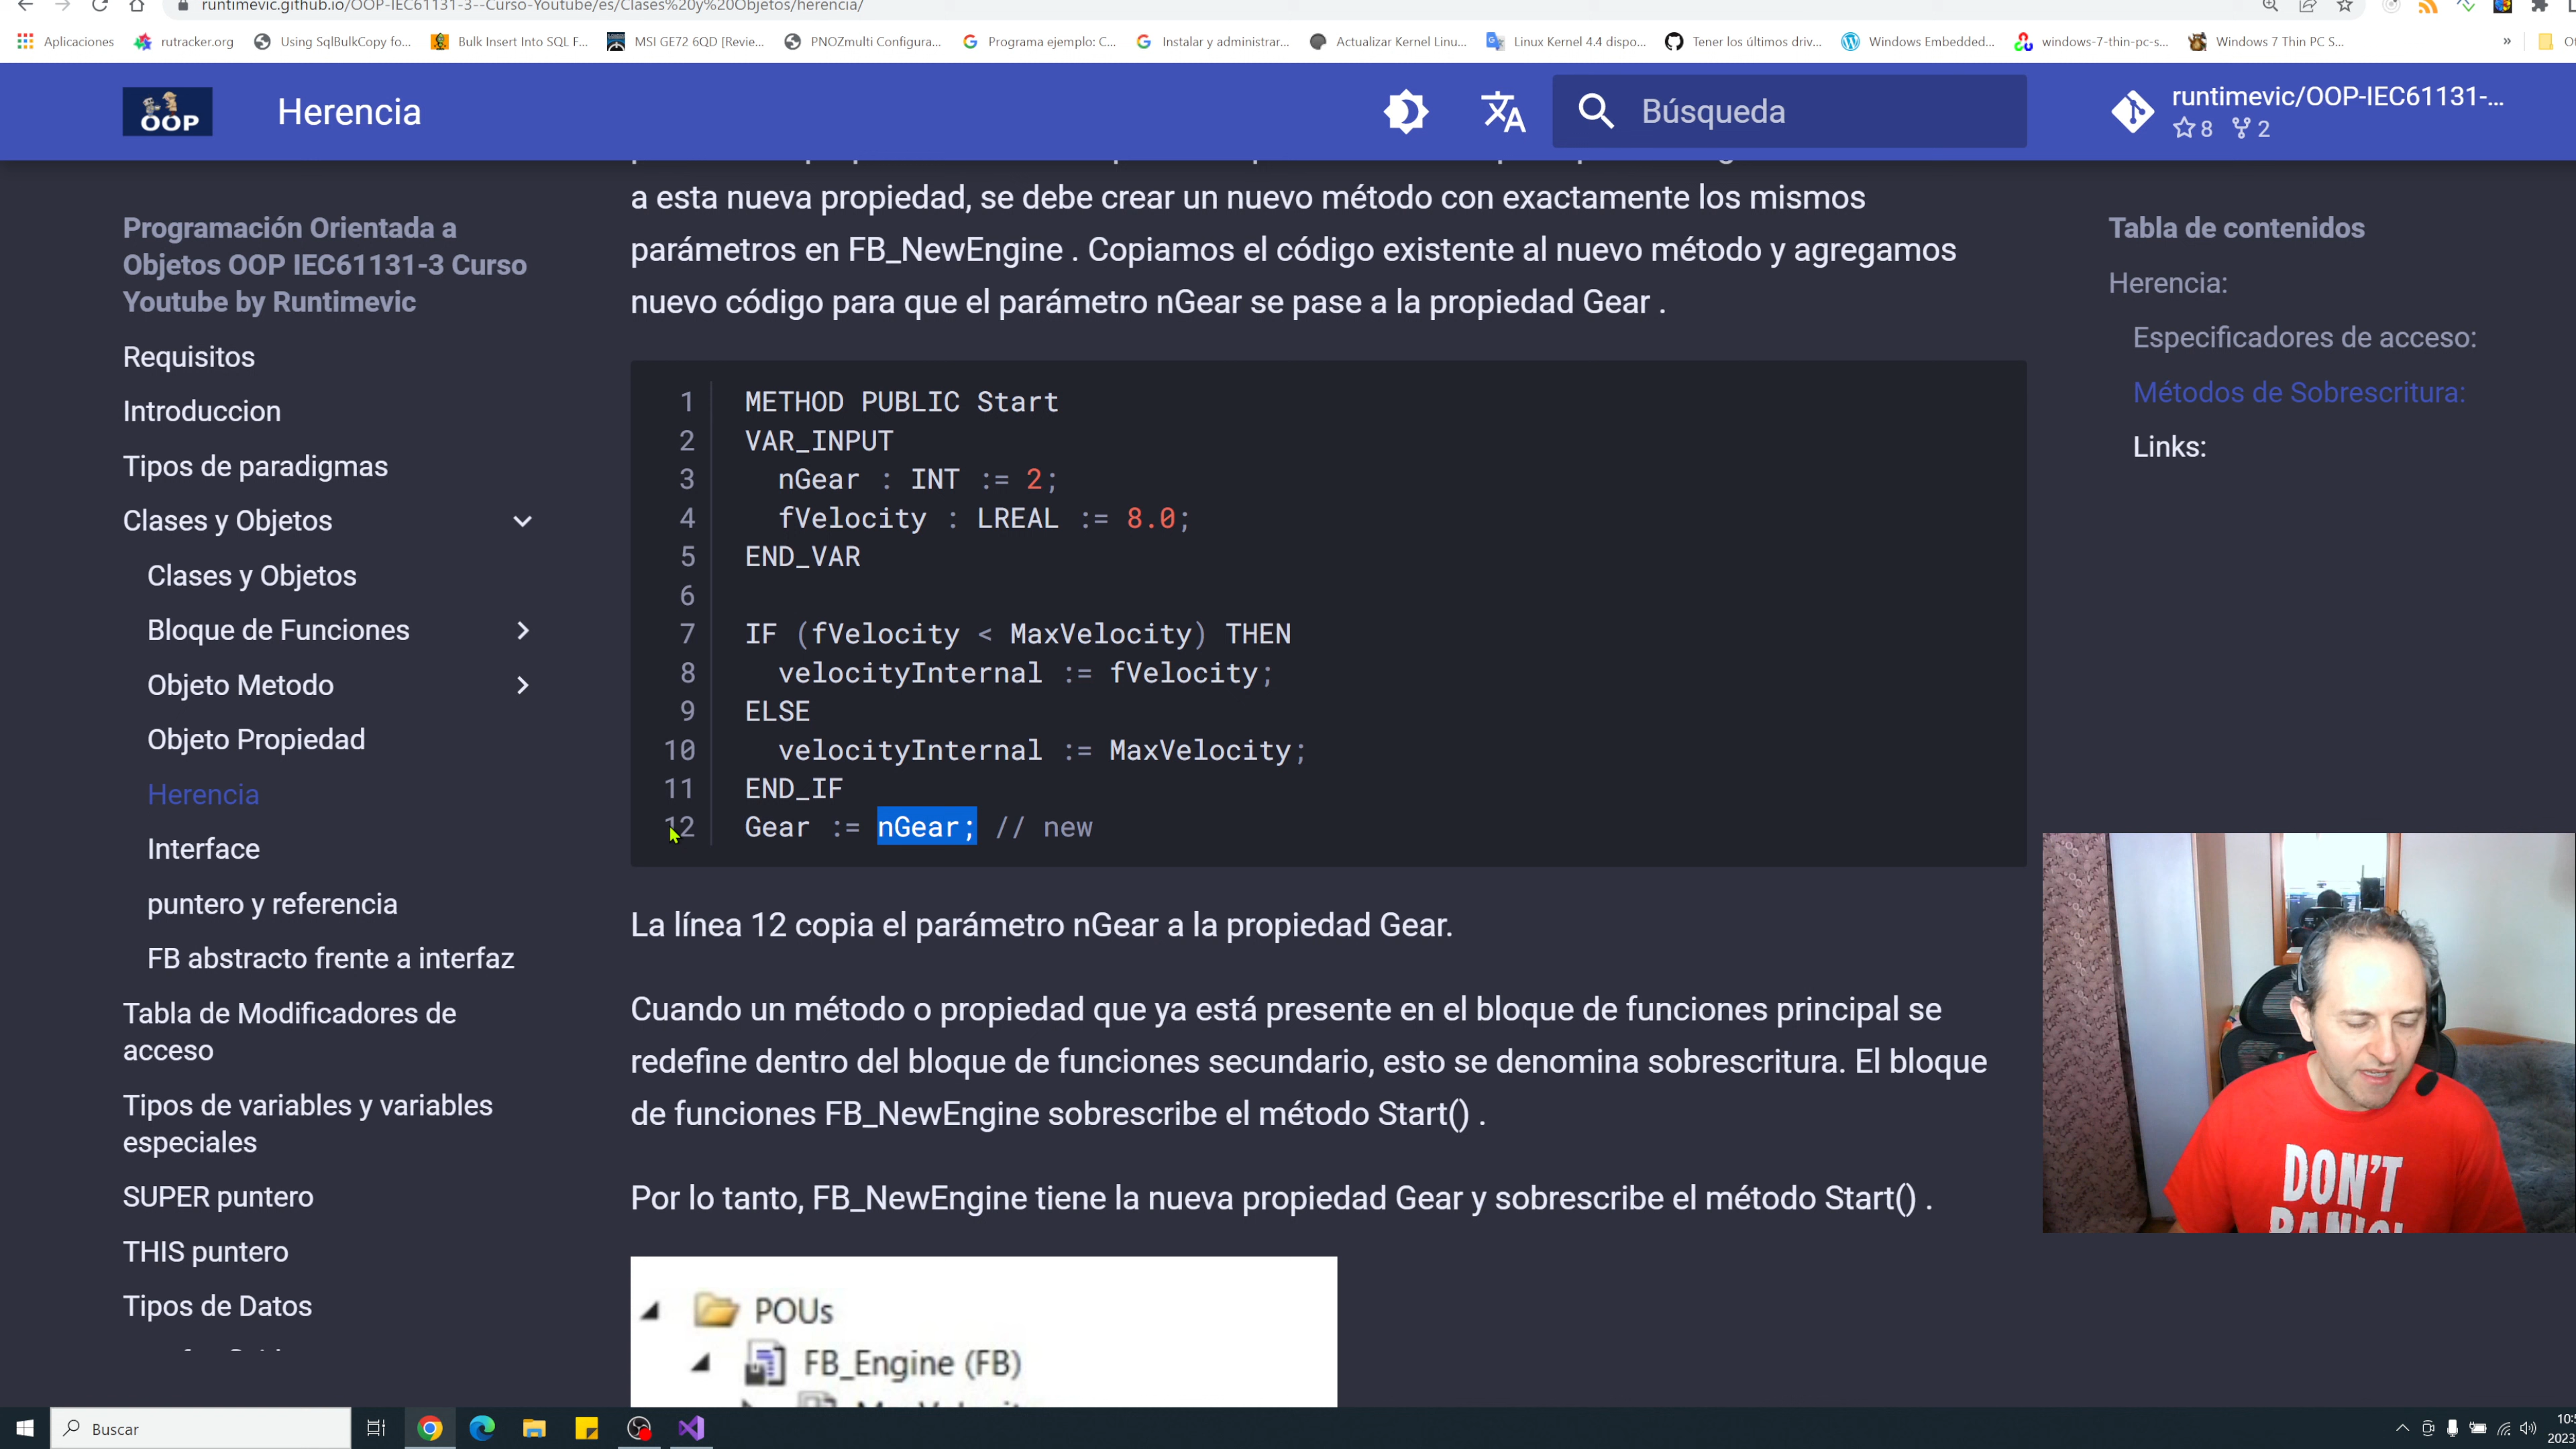 runtimevic.github.io/OOP-IEC61131-3--Curso-Youtube/es/Clases%20y%20Objetos/herencia/
Aplicaciones rutracker.org Using SqlBulkCopy fo... Bulk Insert Into SQL F... MSI GE72 6QD [Revie... PNOZmulti Configura... Programa ejemplo: C... Instalar y administrar... Actualizar Kernel Linu... Linux Kernel 4.4 dispo... Tener los últimos driv... Windows Embedded... windows-7-thin-pc-s... Windows 7 Thin PC S... »
OOP
Herencia
Búsqueda
runtimevic/OOP-IEC61131-...
8 2
Programación Orientada a
Objetos OOP IEC61131-3 Curso
Youtube by Runtimevic
Requisitos
Introduccion
Tipos de paradigmas
Clases y Objetos
Clases y Objetos
Bloque de Funciones
Objeto Metodo
Objeto Propiedad
Herencia
Interface
puntero y referencia
FB abstracto frente a interfaz
Tabla de Modificadores de
acceso
Tipos de variables y variables
especiales
SUPER puntero
THIS puntero
Tipos de Datos
a esta nueva propiedad, se debe crear un nuevo método con exactamente los mismos
parámetros en FB_NewEngine . Copiamos el código existente al nuevo método y agregamos
nuevo código para que el parámetro nGear se pase a la propiedad Gear .
1 METHOD PUBLIC Start
2 VAR_INPUT
3 nGear : INT := 2;
4 fVelocity : LREAL := 8.0;
5 END_VAR
6
7 IF (fVelocity < MaxVelocity) THEN
8 velocityInternal := fVelocity;
9 ELSE
10 velocityInternal := MaxVelocity;
11 END_IF
12 Gear := nGear; // new
La línea 12 copia el parámetro nGear a la propiedad Gear.
Cuando un método o propiedad que ya está presente en el bloque de funciones principal se
redefine dentro del bloque de funciones secundario, esto se denomina sobrescritura. El bloque
de funciones FB_NewEngine sobrescribe el método Start() .
Por lo tanto, FB_NewEngine tiene la nueva propiedad Gear y sobrescribe el método Start() .
POUs
FB_Engine (FB)
Tabla de contenidos
Herencia:
Especificadores de acceso:
Métodos de Sobrescritura:
Links:
DON'T
PANIC!
Buscar